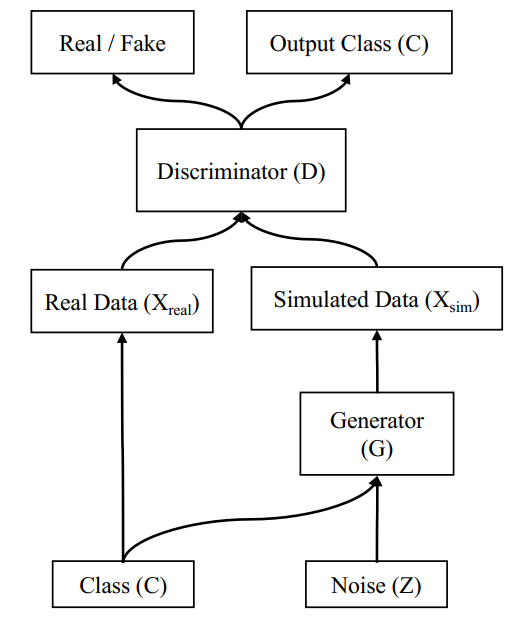 Real / Fake
Output Class (C)
Discriminator (D)
Real Data (Xreal)
Simulated Data (Xsim)
Generator
(G)
Class (C)
Noise (Z)